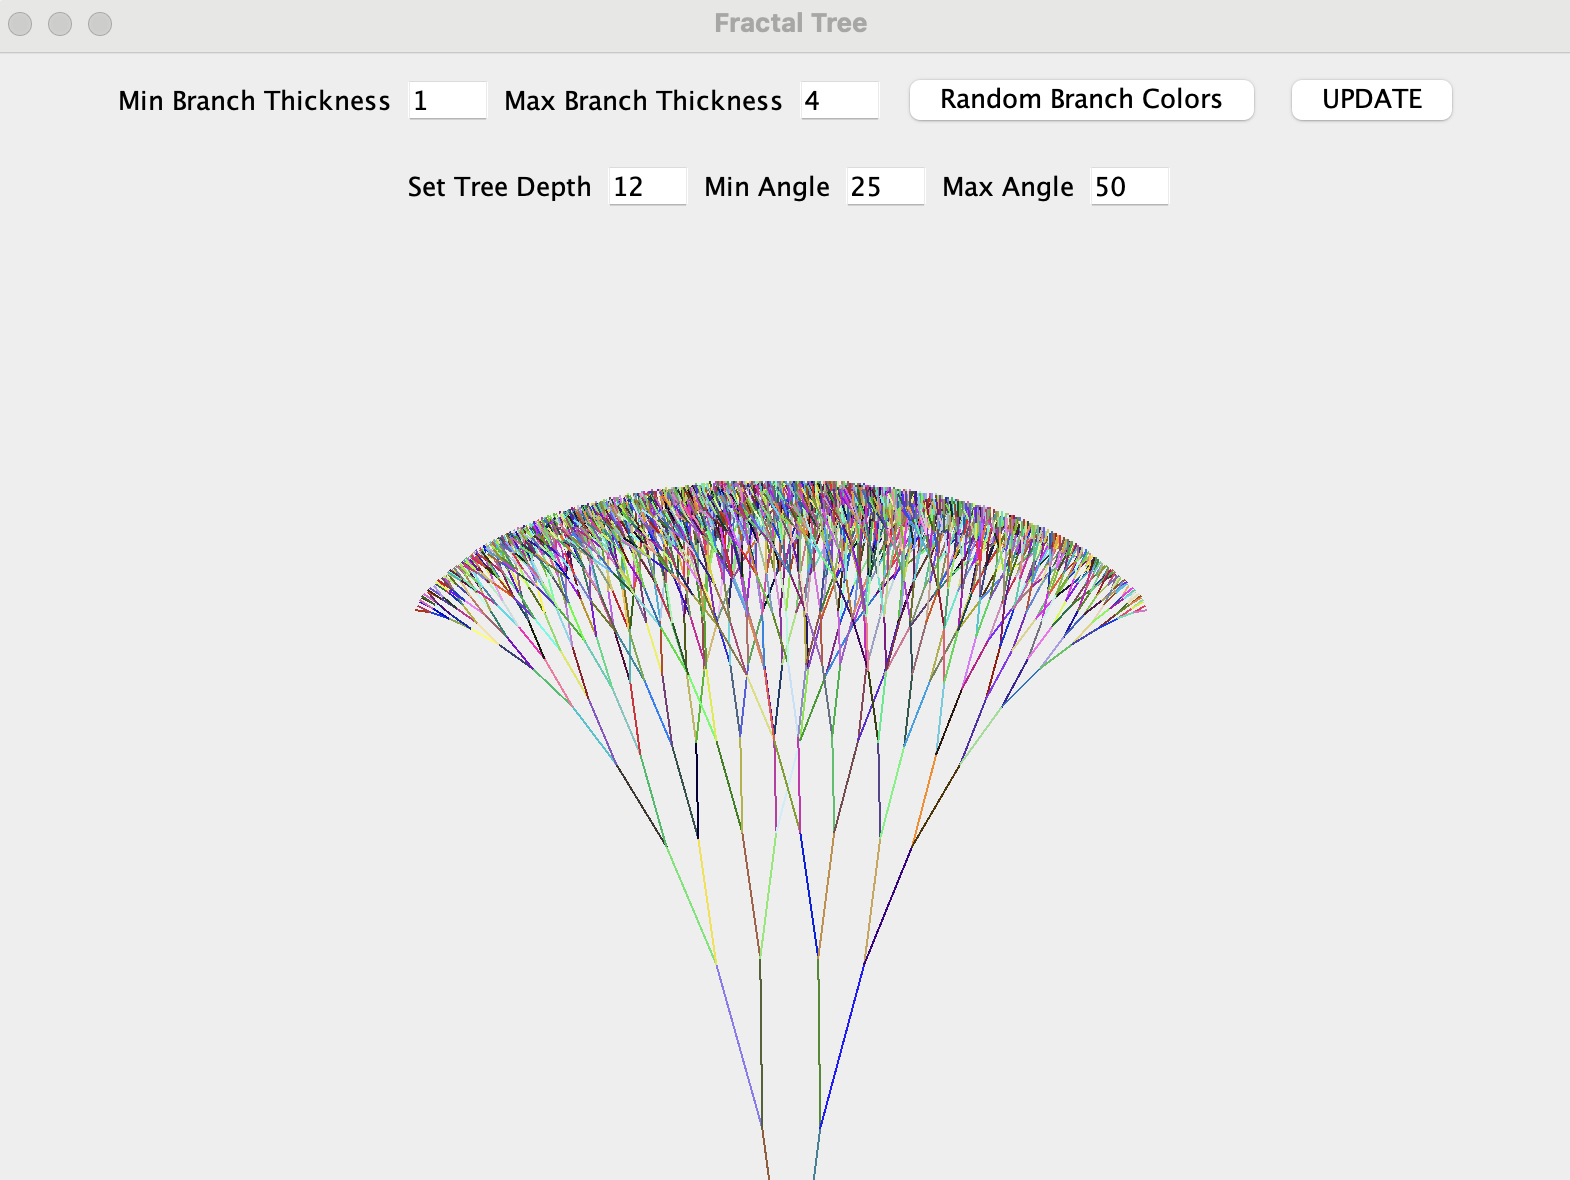 Fractal Tree
Min Branch Thickness 1 Max Branch Thickness 4 Random Branch Colors UPDATE
Set Tree Depth 12 Min Angle 25 Max Angle 50